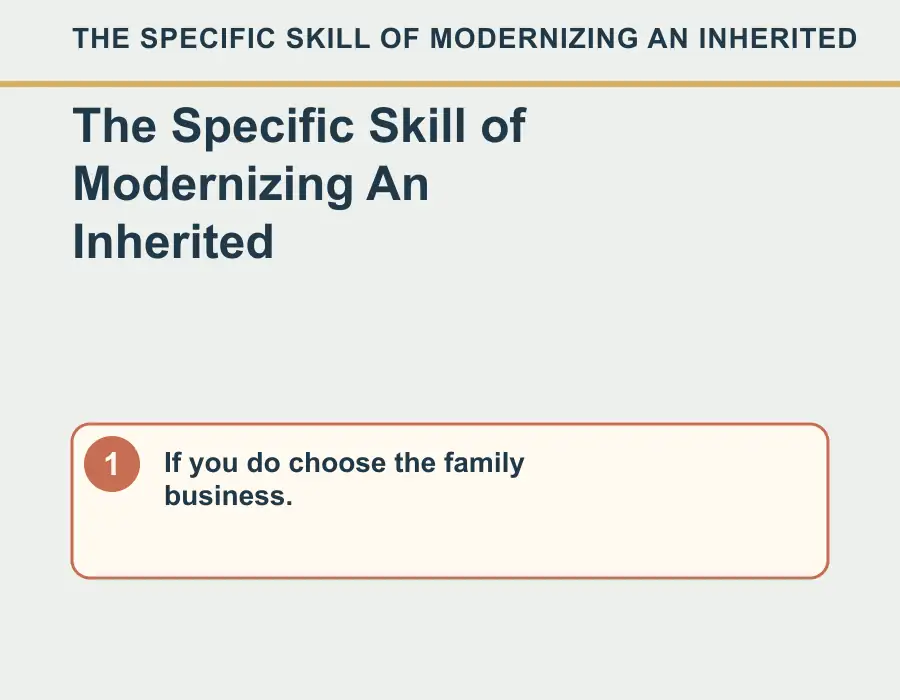 THE SPECIFIC SKILL OF MODERNIZING AN INHERITED
The Specific Skill of
Modernizing An
Inherited
1
If you do choose the family
business.